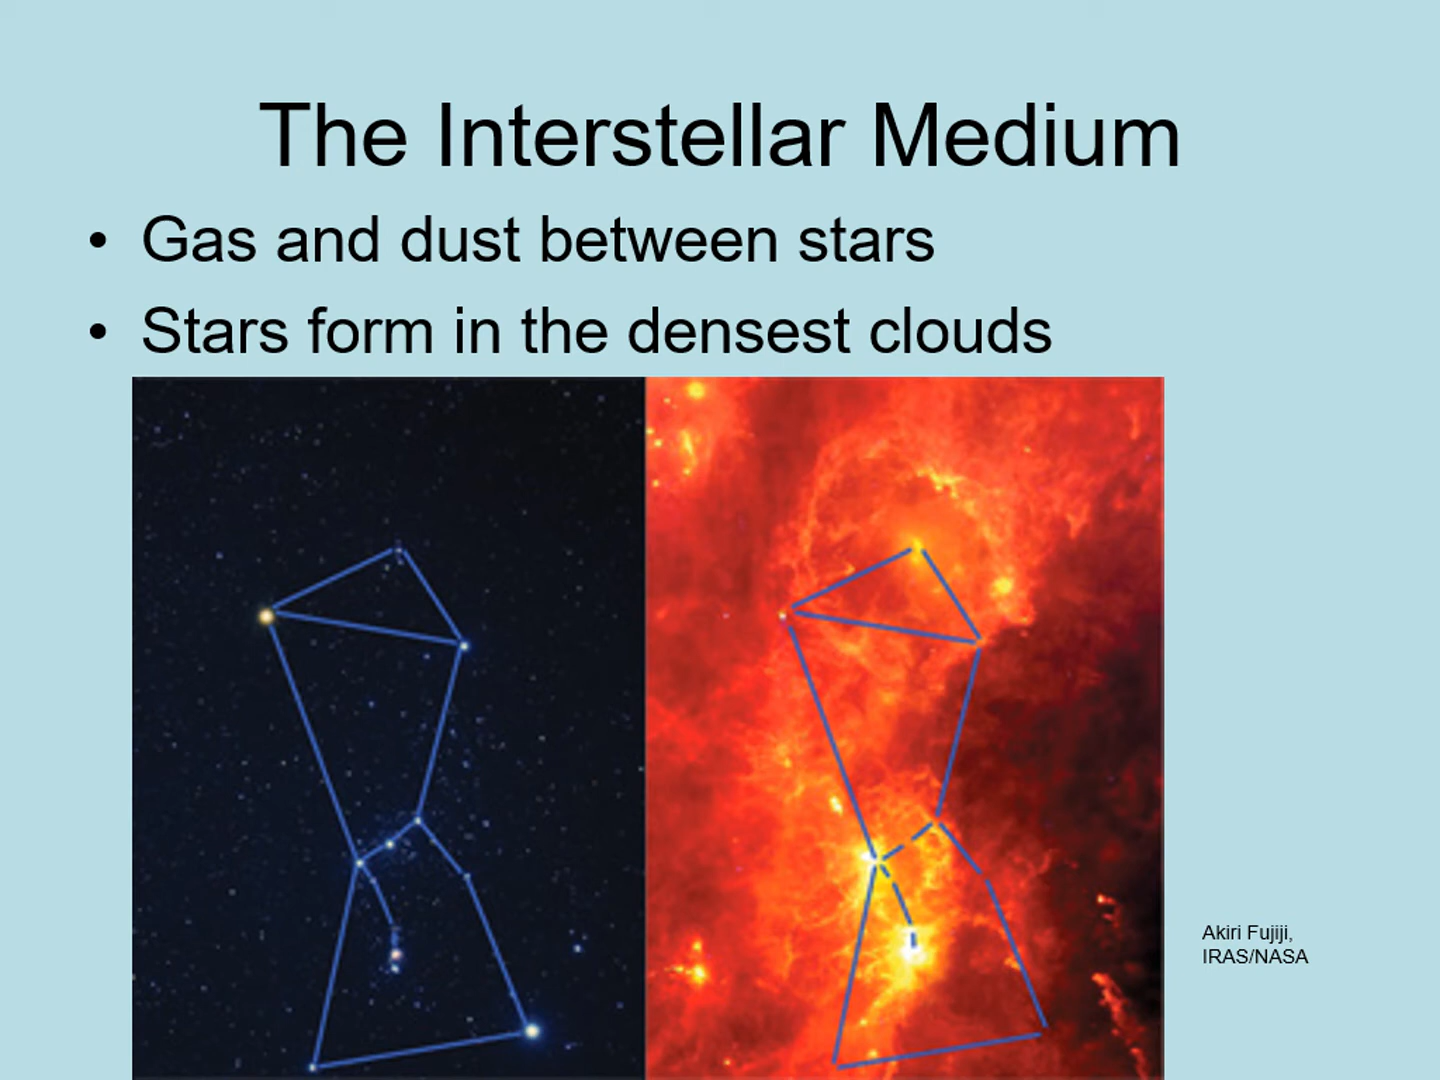 The Interstellar Medium
• Gas and dust between stars
• Stars form in the densest clouds
Akiri Fujiji,
IRAS/NASA